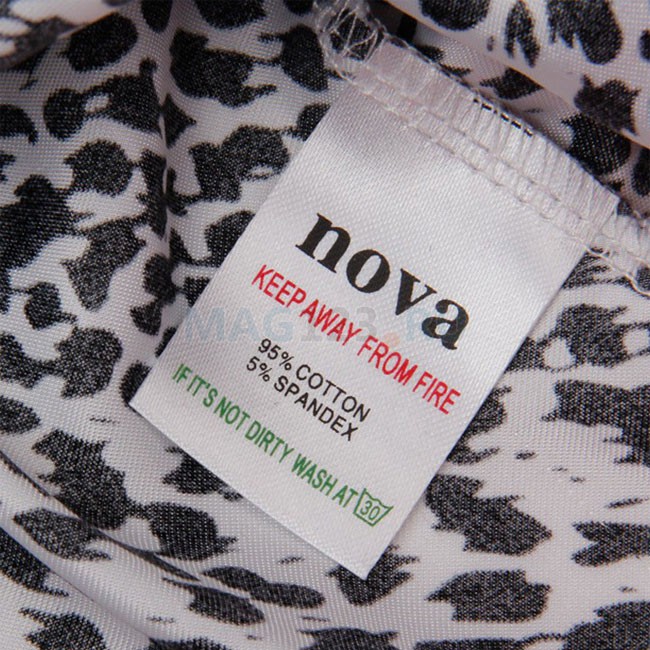 nova
KEEP AWAY FROM FIRE
95% COTTON
5% SPANDEX
IF IT'S NOT DIRTY WASH AT 30